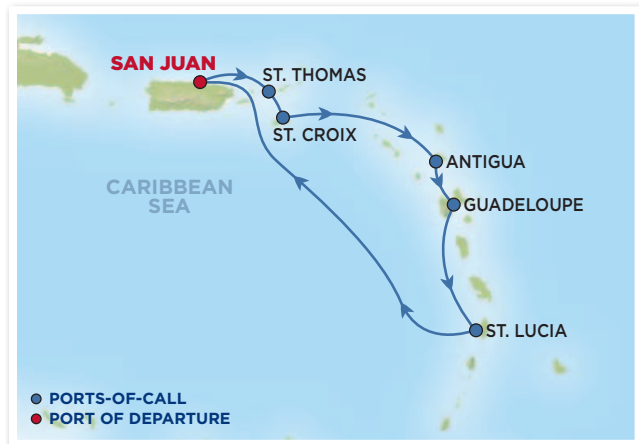 SAN JUAN
ST. THOMAS
ST. CROIX
ANTIGUA
CARIBBEAN
SEA
GUADELOUPE
ST. LUCIA
PORTS-OF-CALL
PORT OF DEPARTURE